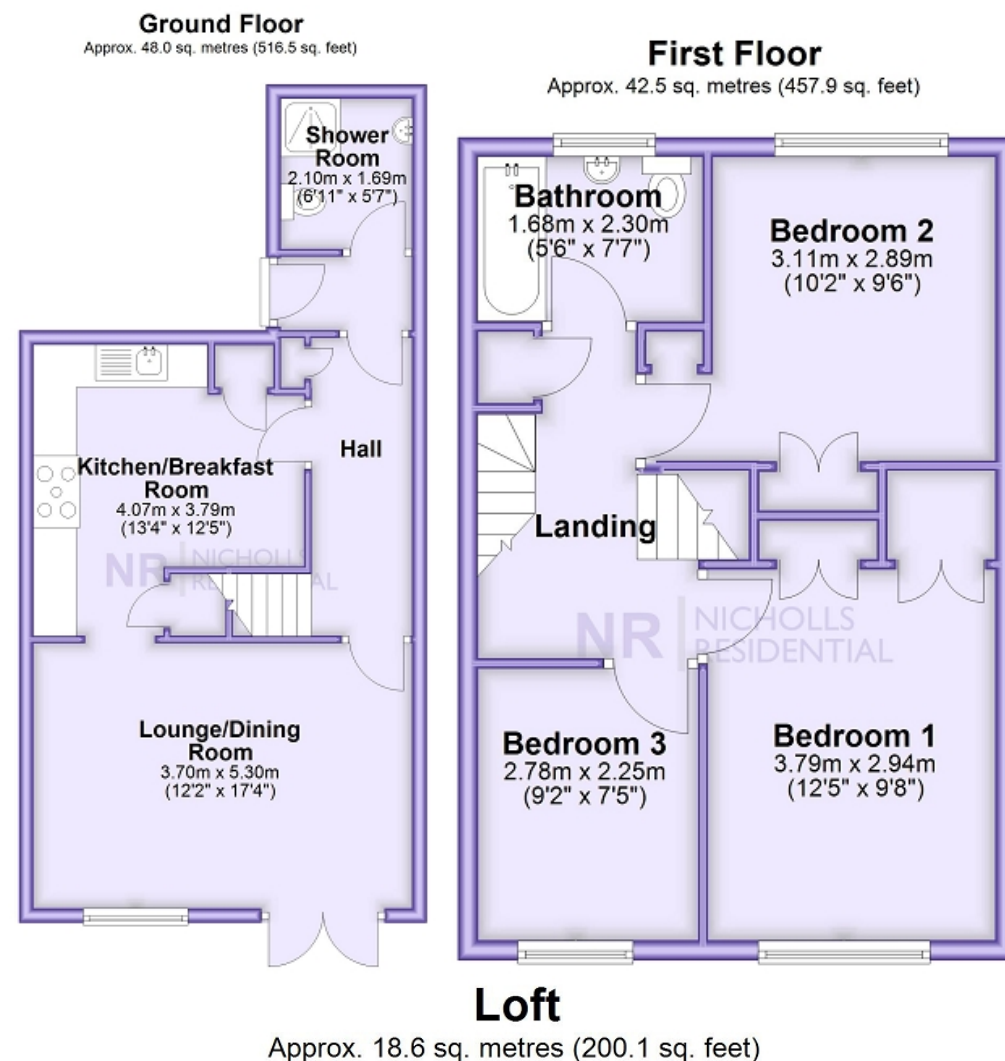 Ground Floor
Approx. 48.0 sq. metres (516.5 sq. feet)
Shower
Room
2.10m x 1.69m
(6'11" x 5'7")
Hall
Kitchen/Breakfast
Room
4.07m x 3.79m
(13'4" x 12'5")
NR NICHOLLS
RESIDENTIAL
Lounge/Dining
Room
3.70m x 5.30m
(12'2" x 17'4")
First Floor
Approx. 42.5 sq. metres (457.9 sq. feet)
Bathroom
1.68m x 2.30m
(5'6" x 7'7")
Bedroom 2
3.11m x 2.89m
(10'2" x 9'6")
Landing
NR NICHOLLS
RESIDENTIAL
Bedroom 3
2.78m x 2.25m
(9'2" x 7'5")
Bedroom 1
3.79m x 2.94m
(12'5" x 9'8")
Loft
Approx. 18.6 sq. metres (200.1 sq. feet)